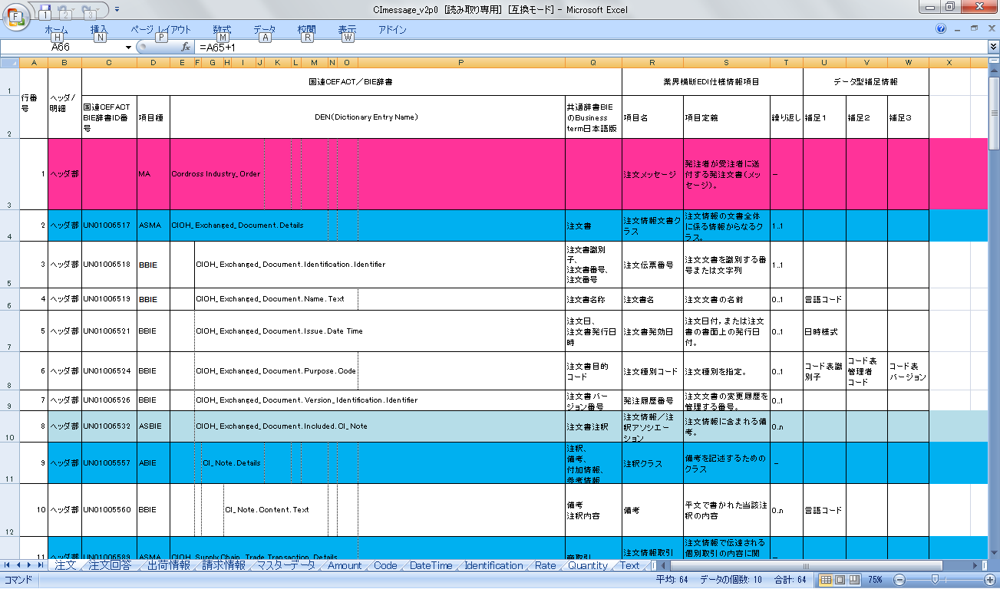 CImessage_v2p0 [読み取り専用] [互換モード] - Microsoft Excel
F 1 2 3
ホーム 挿入 ページ レイアウト 数式 データ 校閲 表示 アドイン
H N P M A R W
A66 fx =A65+1
A B C D E F G H I J K L M N O P Q R S T U V W X
1 国連CEFACT/BIE辞書 業界横断EDI仕様情報項目 データ型補足情報
行番号 ヘッダ/明細
2 国連CEFACT BIE辞書ID番号 項目種 DEN(Dictionary Entry Name) 共通辞書BIEのBusiness term日本語版 項目名 項目定義 繰り返し 補足1 補足2 補足3
3 1 ヘッダ部 MA Cordross Industry_Order 注文メッセージ 発注者が受注者に送付する発注文書(メッセージ)。 -
4 2 ヘッダ部 UN01006517 ASMA CIOH_Exchanged_Document.Details 注文書 注文情報文書クラス 注文情報の文書全体に係る情報からなるクラス。 1..1
5 3 ヘッダ部 UN01006518 BBIE CIOH_Exchanged_Document.Identification.Identifier 注文書識別子、注文書番号、注文番号 注文伝票番号 注文文書を識別する番号または文字列 1..1
6 4 ヘッダ部 UN01006519 BBIE CIOH_Exchanged_Document.Name.Text 注文書名称 注文書名 注文文書の名前 0..1 言語コード
7 5 ヘッダ部 UN01006521 BBIE CIOH_Exchanged_Document.Issue.Date Time 注文日、注文書発行日時 注文書発効日 注文日付,または注文書の書面上の発行日付。 0..1 日時様式
8 6 ヘッダ部 UN01006524 BBIE CIOH_Exchanged_Document.Purpose.Code 注文書目的コード 注文種別コード 注文種別を指定。 0..1 コード表識別子 コード表管理者コード コード表バージョン
9 7 ヘッダ部 UN01006526 BBIE CIOH_Exchanged_Document.Version_Identification.Identifier 注文書バージョン番号 発注履歴番号 注文文書の変更履歴を管理する番号。 0..1
10 8 ヘッダ部 UN01006532 ASBIE CIOH_Exchanged_Document.Included.CI_Note 注文書注釈 注文情報/注釈アソシエーション 注文情報に含まれる備考。 0..n
11 9 ヘッダ部 UN01005557 ABIE CI_Note.Details 注釈、備考、付加情報、参考情報 注釈クラス 備考を記述するためのクラス -
12 10 ヘッダ部 UN01005560 BBIE CI_Note.Content.Text 備考 注釈内容 備考 平文で書かれた当該注釈の内容 0..n 言語コード
11 ヘッダ部 UN01006589 ASMA CIOH_Supply Chain_Trade Transaction.Details 商取引 注文情報取引 注文情報で伝達される個別取引の内容に関 -
注文 注文回答 出荷情報 請求情報 マスターデータ Amount Code DateTime Identification Rate Quantity Text
コマンド 平均: 64 データの個数: 10 合計: 64 75%